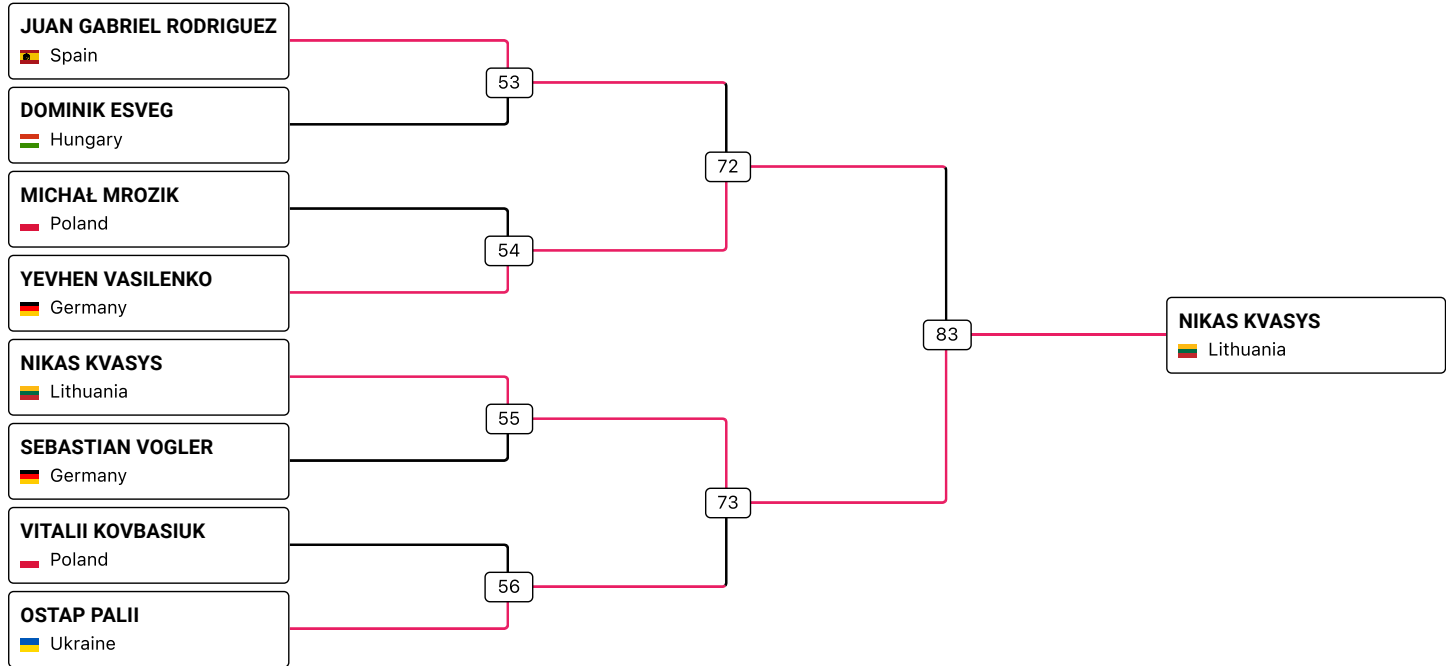 JUAN GABRIEL RODRIGUEZ
Spain
53
DOMINIK ESVEG
Hungary
72
MICHAŁ MROZIK
Poland
54
YEVHEN VASILENKO
Germany
83
NIKAS KVASYS
Lithuania
NIKAS KVASYS
Lithuania
55
SEBASTIAN VOGLER
Germany
73
VITALII KOVBASIUK
Poland
56
OSTAP PALII
Ukraine